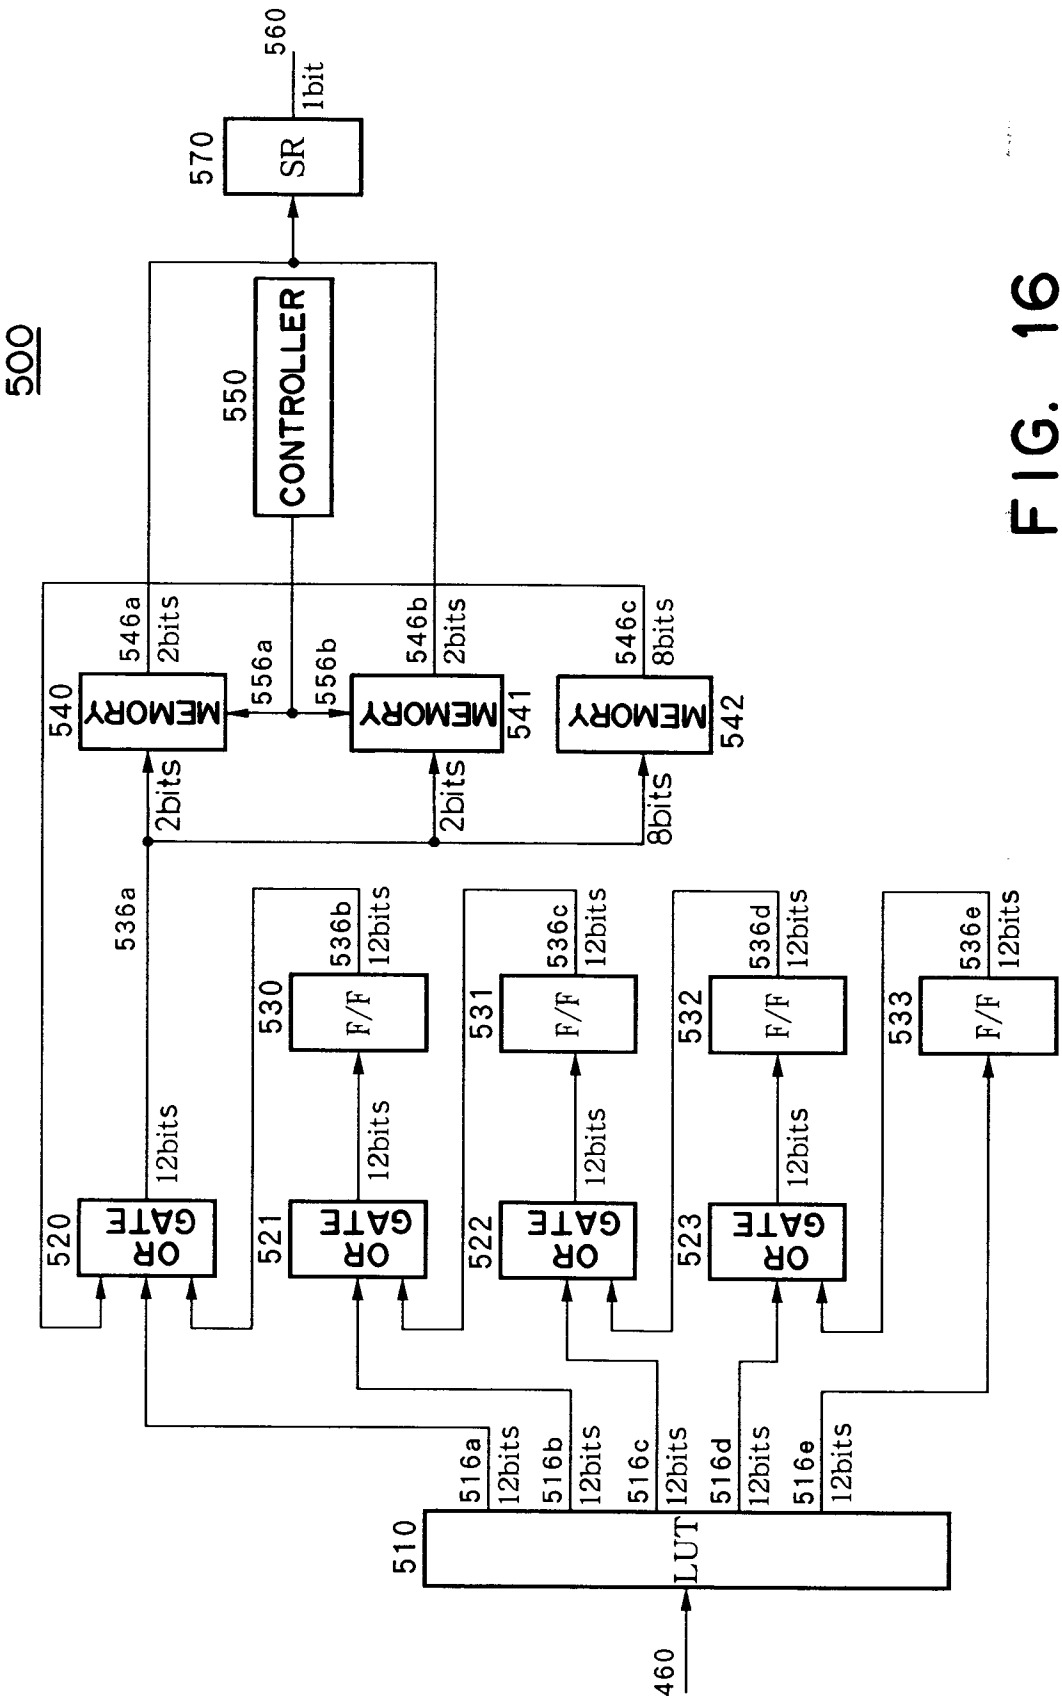 500
460
510
LUT
516a
12bits
516b
12bits
516c
12bits
516d
12bits
516e
12bits
520
OR
GATE
12bits
536a
521
OR
GATE
12bits
530
F/F
536b
12bits
522
OR
GATE
12bits
531
F/F
536c
12bits
523
OR
GATE
12bits
532
F/F
536d
12bits
533
F/F
536e
12bits
2bits
540
MEMORY
546a
2bits
556a
556b
2bits
541
MEMORY
546b
2bits
8bits
542
MEMORY
546c
8bits
550
CONTROLLER
570
SR
560
1bit
FIG. 16